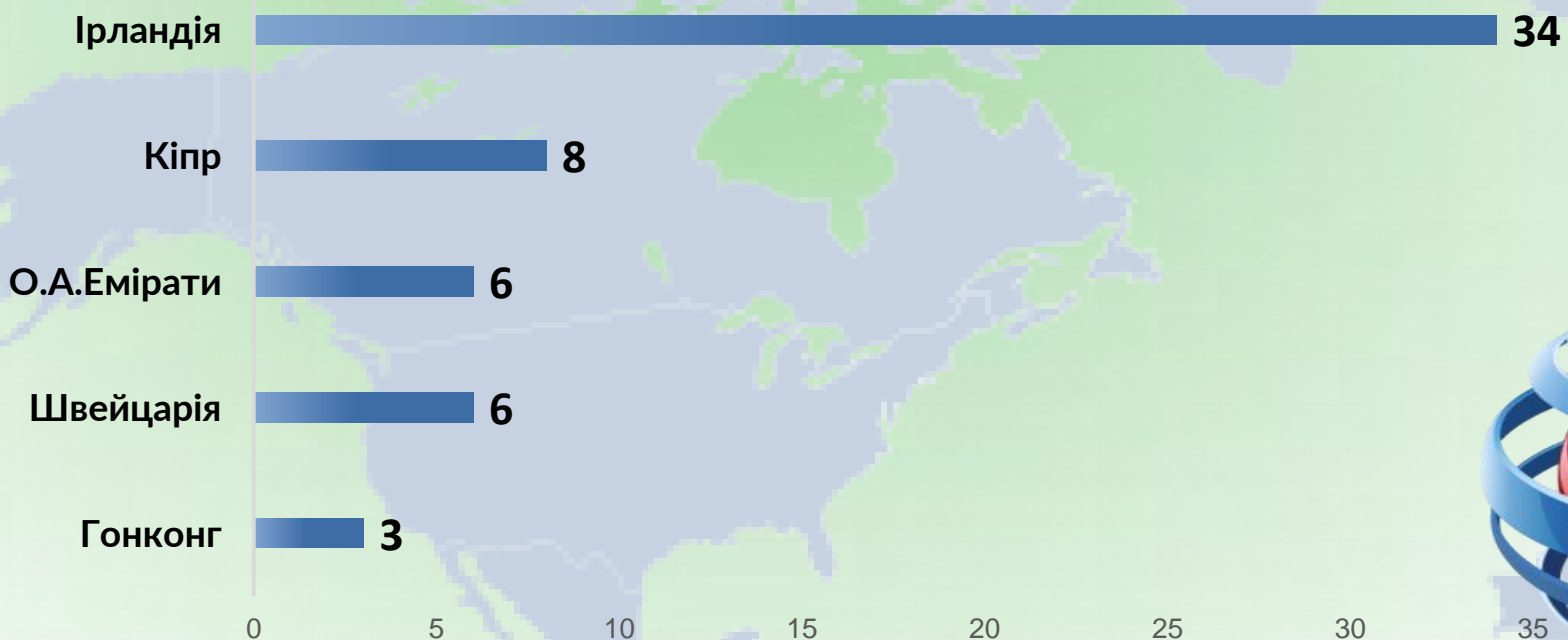 Ірландія 34
Кіпр 8
О.А.Емірати 6
Швейцарія 6
Гонконг 3
0 5 10 15 20 25 30 35